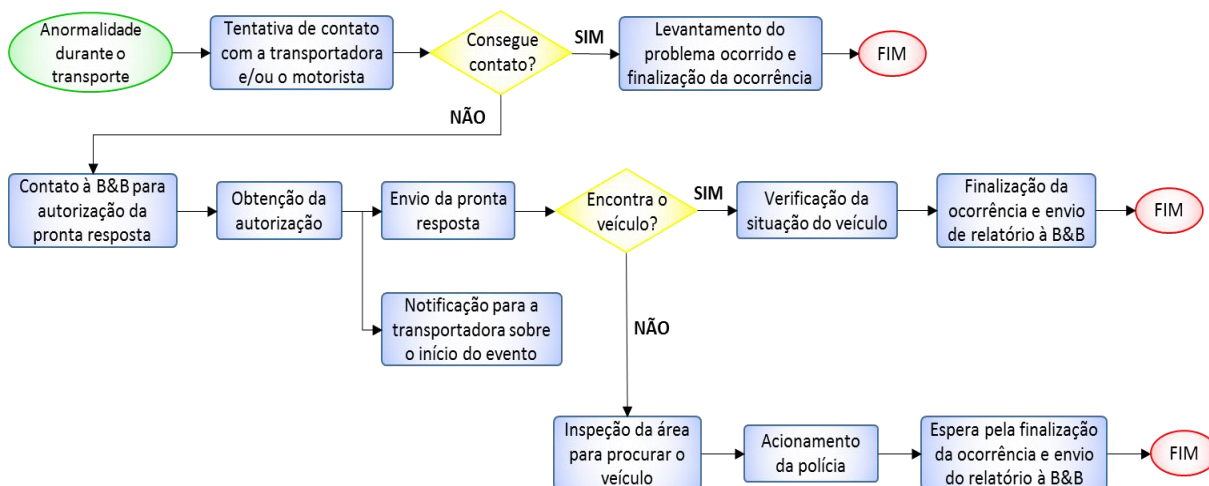 Anormalidade
durante o
transporte
Tentativa de contato
com a transportadora
e/ou o motorista
Consegue
contato?
SIM
Levantamento do
problema ocorrido e
finalização da ocorrência
FIM
NÃO
Contato à B&B para
autorização da
pronta resposta
Obtenção da
autorização
Envio da pronta
resposta
Encontra o
veículo?
SIM
Verificação da
situação do veículo
Finalização da
ocorrência e envio
de relatório à B&B
FIM
Notificação para a
transportadora sobre
o início do evento
NÃO
Inspeção da área
para procurar o
veículo
Acionamento
da polícia
Espera pela finalização
da ocorrência e envio
do relatório à B&B
FIM